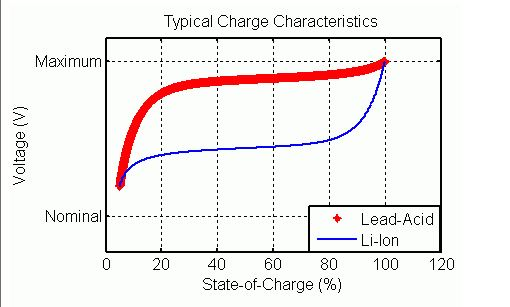 Typical Charge Characteristics
Maximum
Voltage (V)
Nominal
Lead-Acid
Li-Ion
0 20 40 60 80 100 120
State-of-Charge (%)